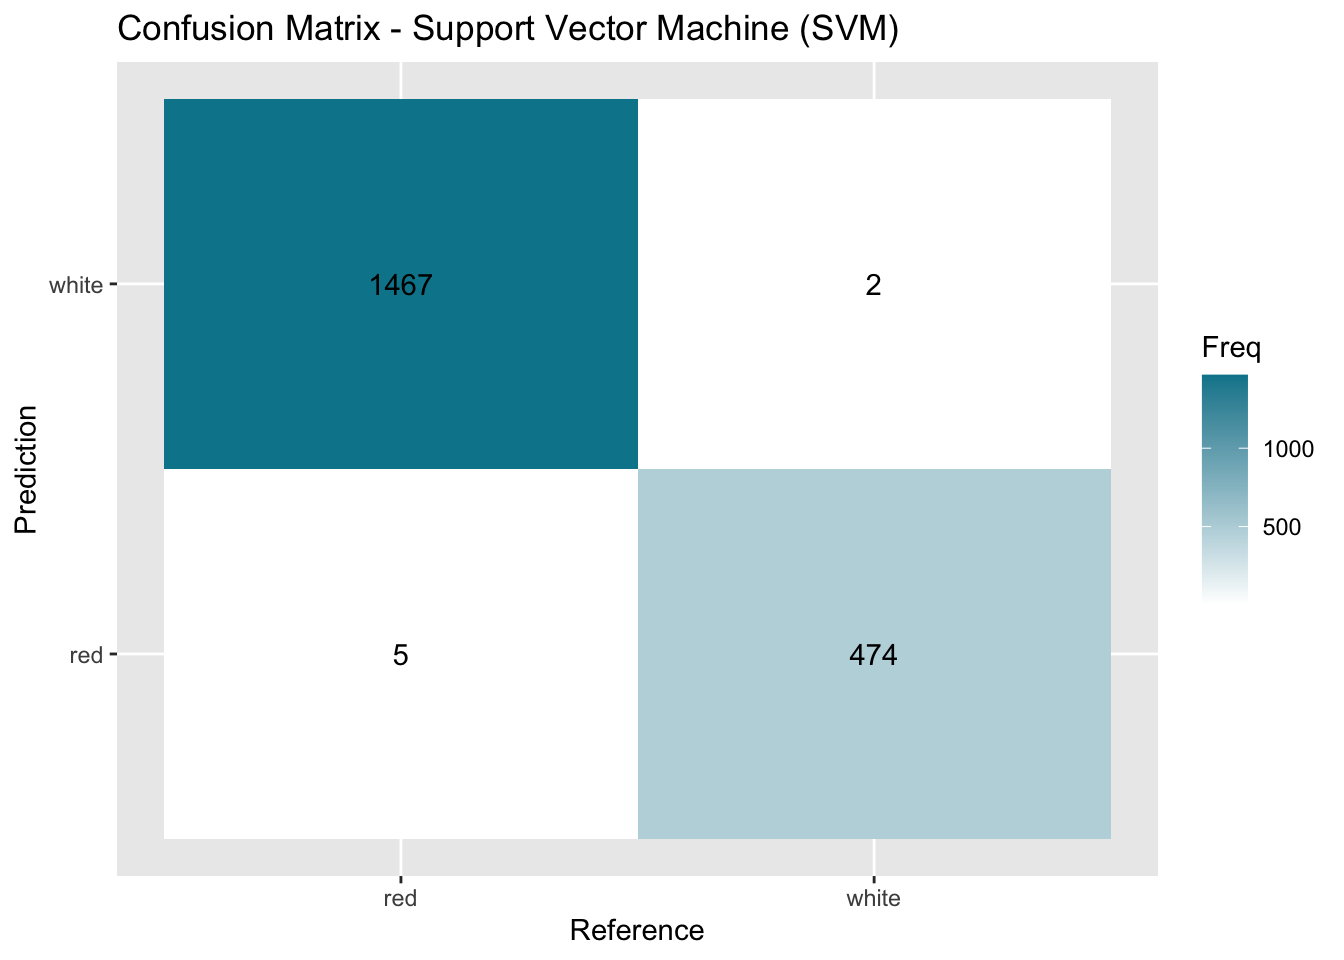 Confusion Matrix - Support Vector Machine (SVM)
white
1467
2
red
5
474
Prediction
red
white
Reference
Freq
1000
500